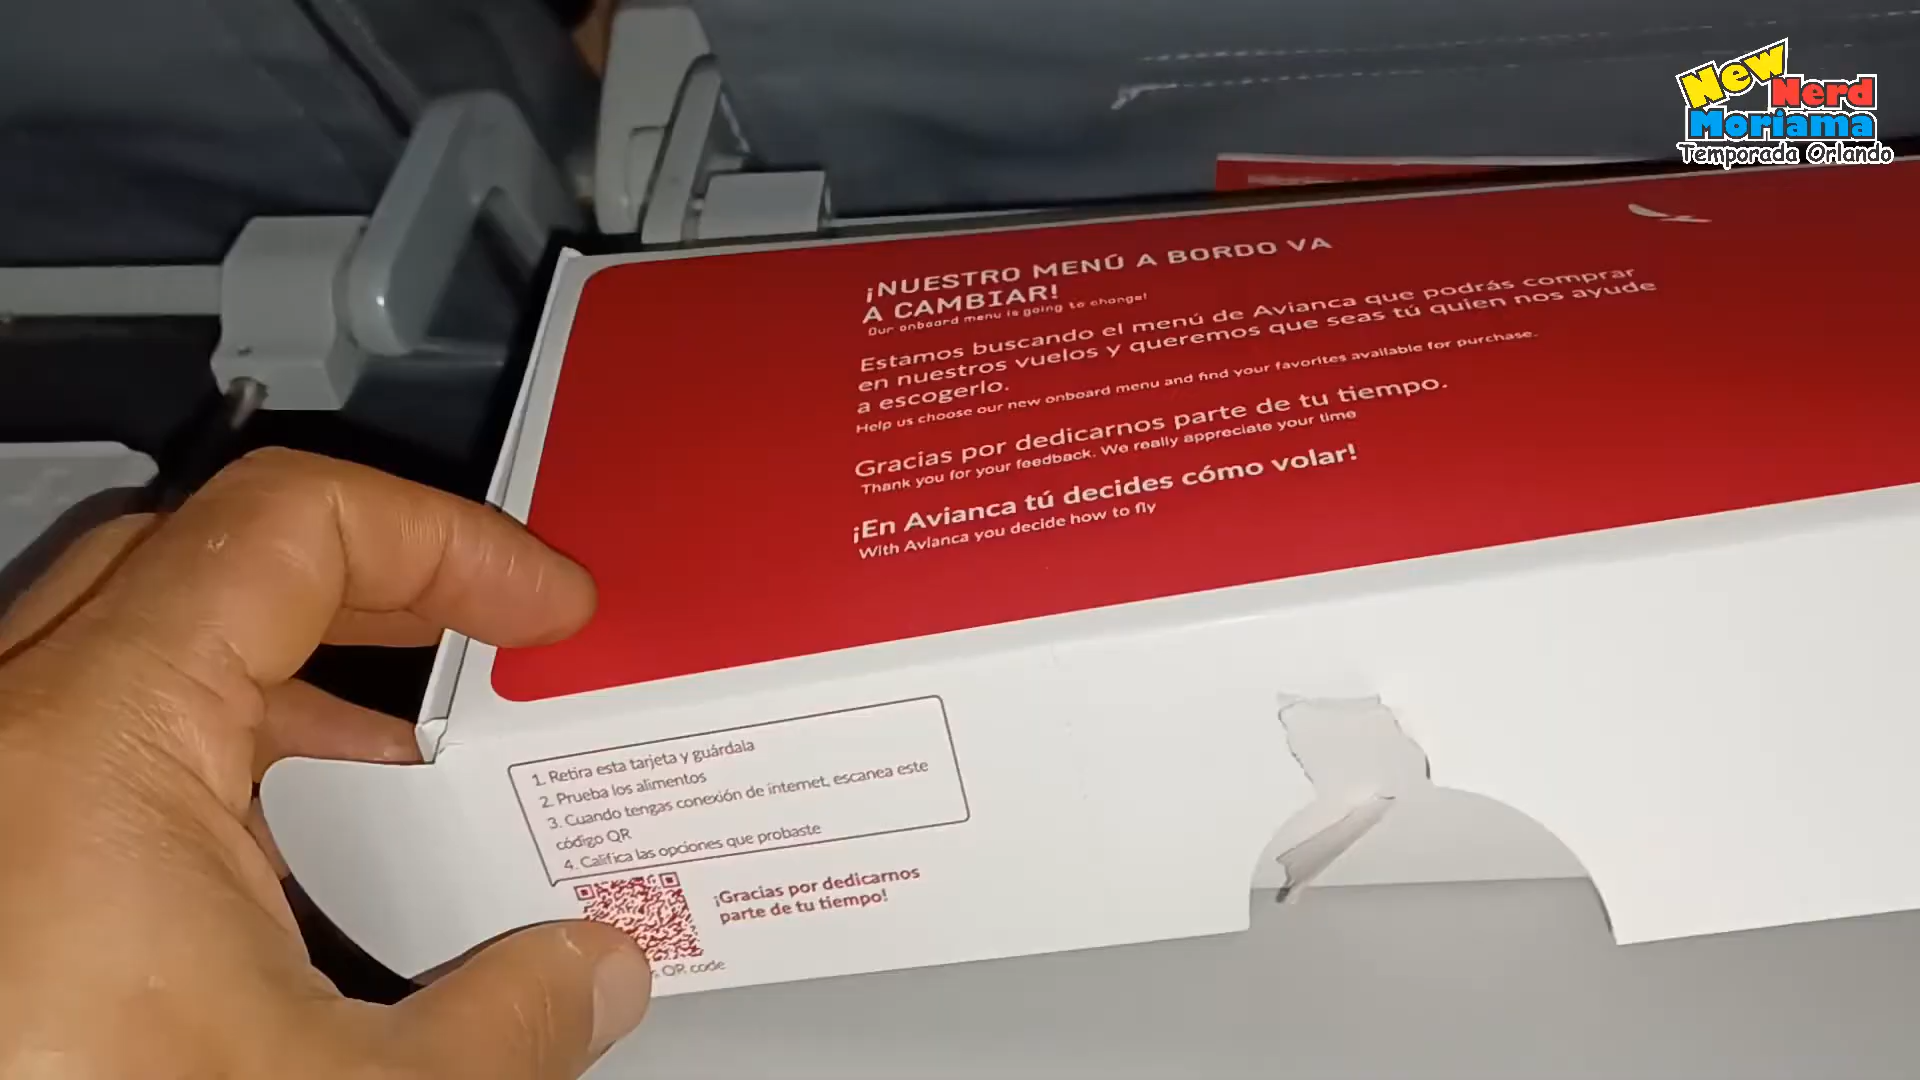 New
Nerd
Moriama
Temporada Orlando
¡NUESTRO MENÚ A BORDO VA
A CAMBIAR!
Our onboard menu is going to change!
Estamos buscando el menú de Avianca que podrás comprar
en nuestros vuelos y queremos que seas tú quien nos ayude
a escogerlo.
Help us choose our new onboard menu and find your favorites available for purchase.
Gracias por dedicarnos parte de tu tiempo.
Thank you for your feedback. We really appreciate your time
¡En Avianca tú decides cómo volar!
With Avianca you decide how to fly
1. Retira esta tarjeta y guárdala
2. Prueba los alimentos
3. Cuando tengas conexión de internet, escanea este
código QR
4. Califica las opciones que probaste
¡Gracias por dedicarnos
parte de tu tiempo!
QR code